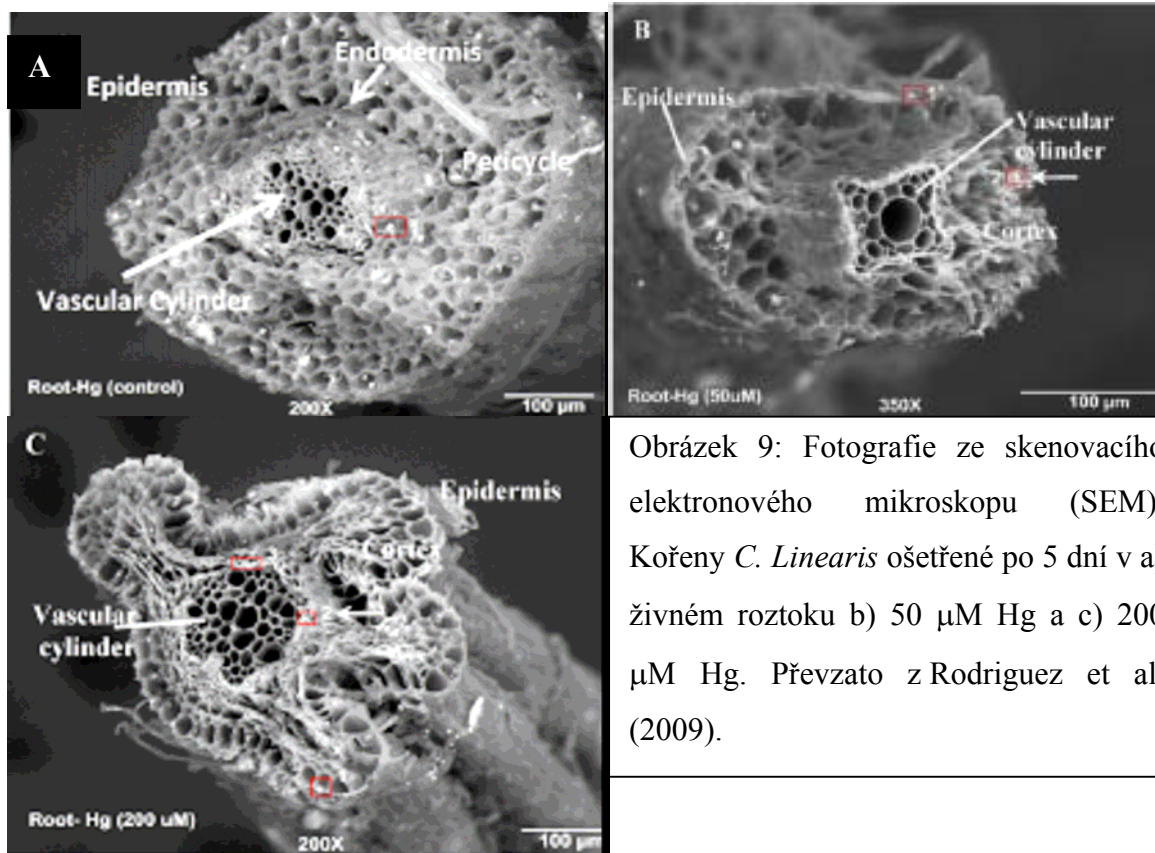 A
Endodermis
Epidermis
Pericycle
Vascular Cylinder
Root-Hg (control)
200X
100 µm
B
Epidermis
Vascular
cylinder
Cortex
Root-Hg (50uM)
350X
100 µm
C
Epidermis
Cortex
Vascular
cylinder
Root- Hg (200 uM)
200X
100 µm
Obrázek 9: Fotografie ze skenovacího
elektronového mikroskopu (SEM)
Kořeny C. Linearis ošetřené po 5 dní v a
živném roztoku b) 50 µM Hg a c) 200
µM Hg. Převzato z Rodriguez et al
(2009).